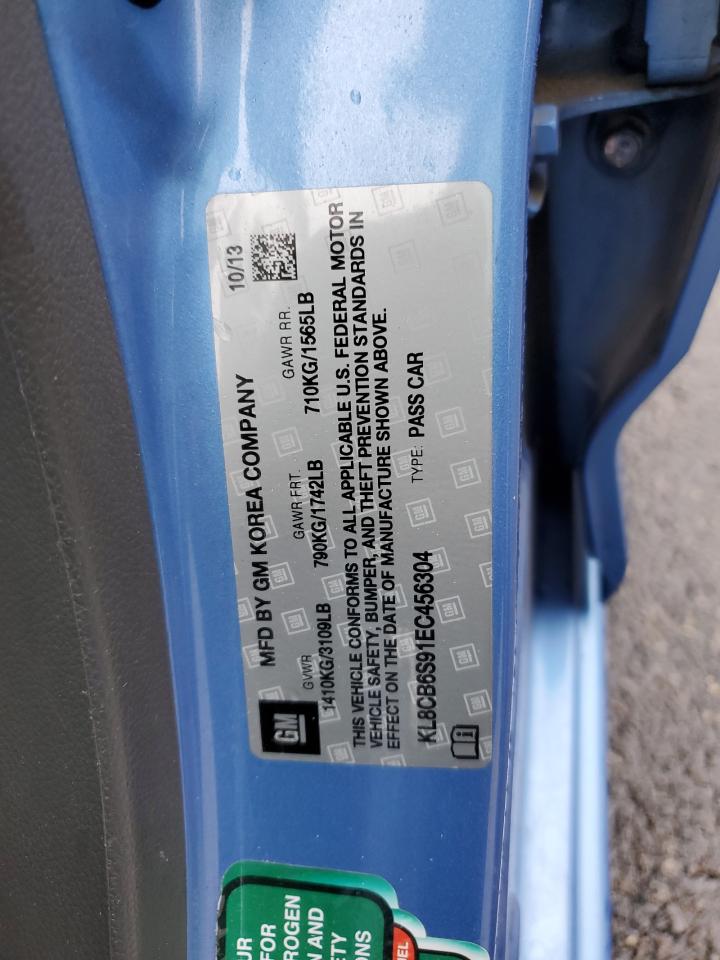 MFD BY GM KOREA COMPANY 10/13
GVWR GAWR FRT. GAWR RR.
1410KG/3109LB 790KG/1742LB 710KG/1565LB
THIS VEHICLE CONFORMS TO ALL APPLICABLE U.S. FEDERAL MOTOR
VEHICLE SAFETY, BUMPER, AND THEFT PREVENTION STANDARDS IN
EFFECT ON THE DATE OF MANUFACTURE SHOWN ABOVE.
KL8CB6S91EC456304 TYPE: PASS CAR
GM
UR
FOR
ROGEN
N AND
ETY
ONS